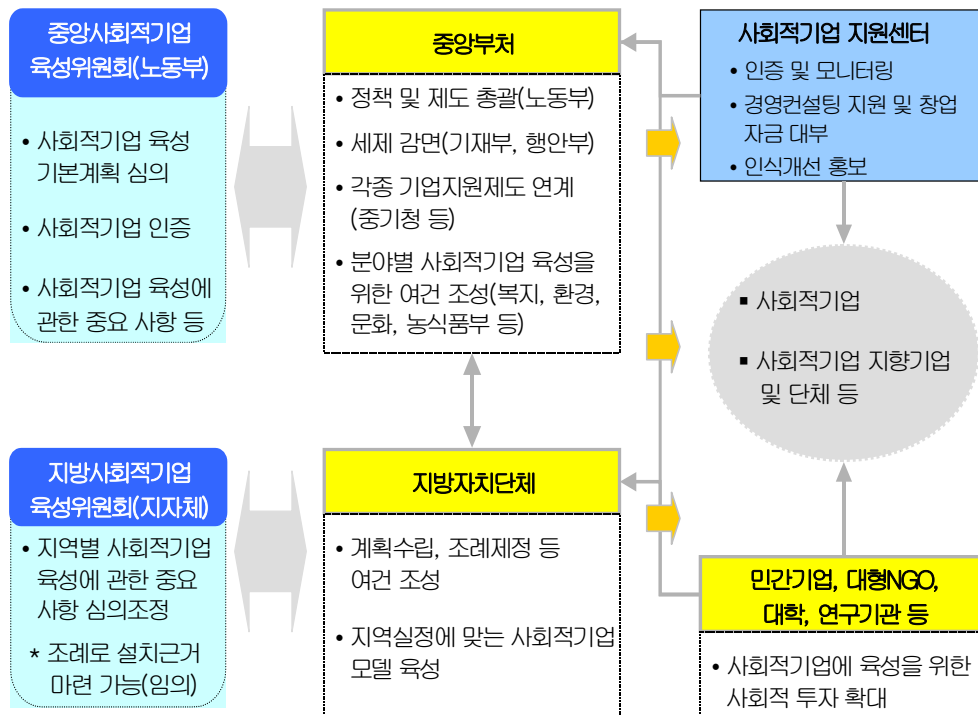 중앙사회적기업
육성위원회(노동부)
• 사회적기업 육성
기본계획 심의
• 사회적기업 인증
• 사회적기업 육성에
관한 중요 사항 등
중앙부처
• 정책 및 제도 총괄(노동부)
• 세제 감면(기재부, 행안부)
• 각종 기업지원제도 연계
(중기청 등)
• 분야별 사회적기업 육성을
위한 여건 조성(복지, 환경,
문화, 농식품부 등)
사회적기업 지원센터
• 인증 및 모니터링
• 경영컨설팅 지원 및 창업
자금 대부
• 인식개선 홍보
▪ 사회적기업
▪ 사회적기업 지향기업
및 단체 등
지방사회적기업
육성위원회(지자체)
• 지역별 사회적기업
육성에 관한 중요
사항 심의조정
* 조례로 설치근거
마련 가능(임의)
지방자치단체
• 계획수립, 조례제정 등
여건 조성
• 지역실정에 맞는 사회적기업
모델 육성
민간기업, 대형NGO,
대학, 연구기관 등
• 사회적기업에 육성을 위한
사회적 투자 확대